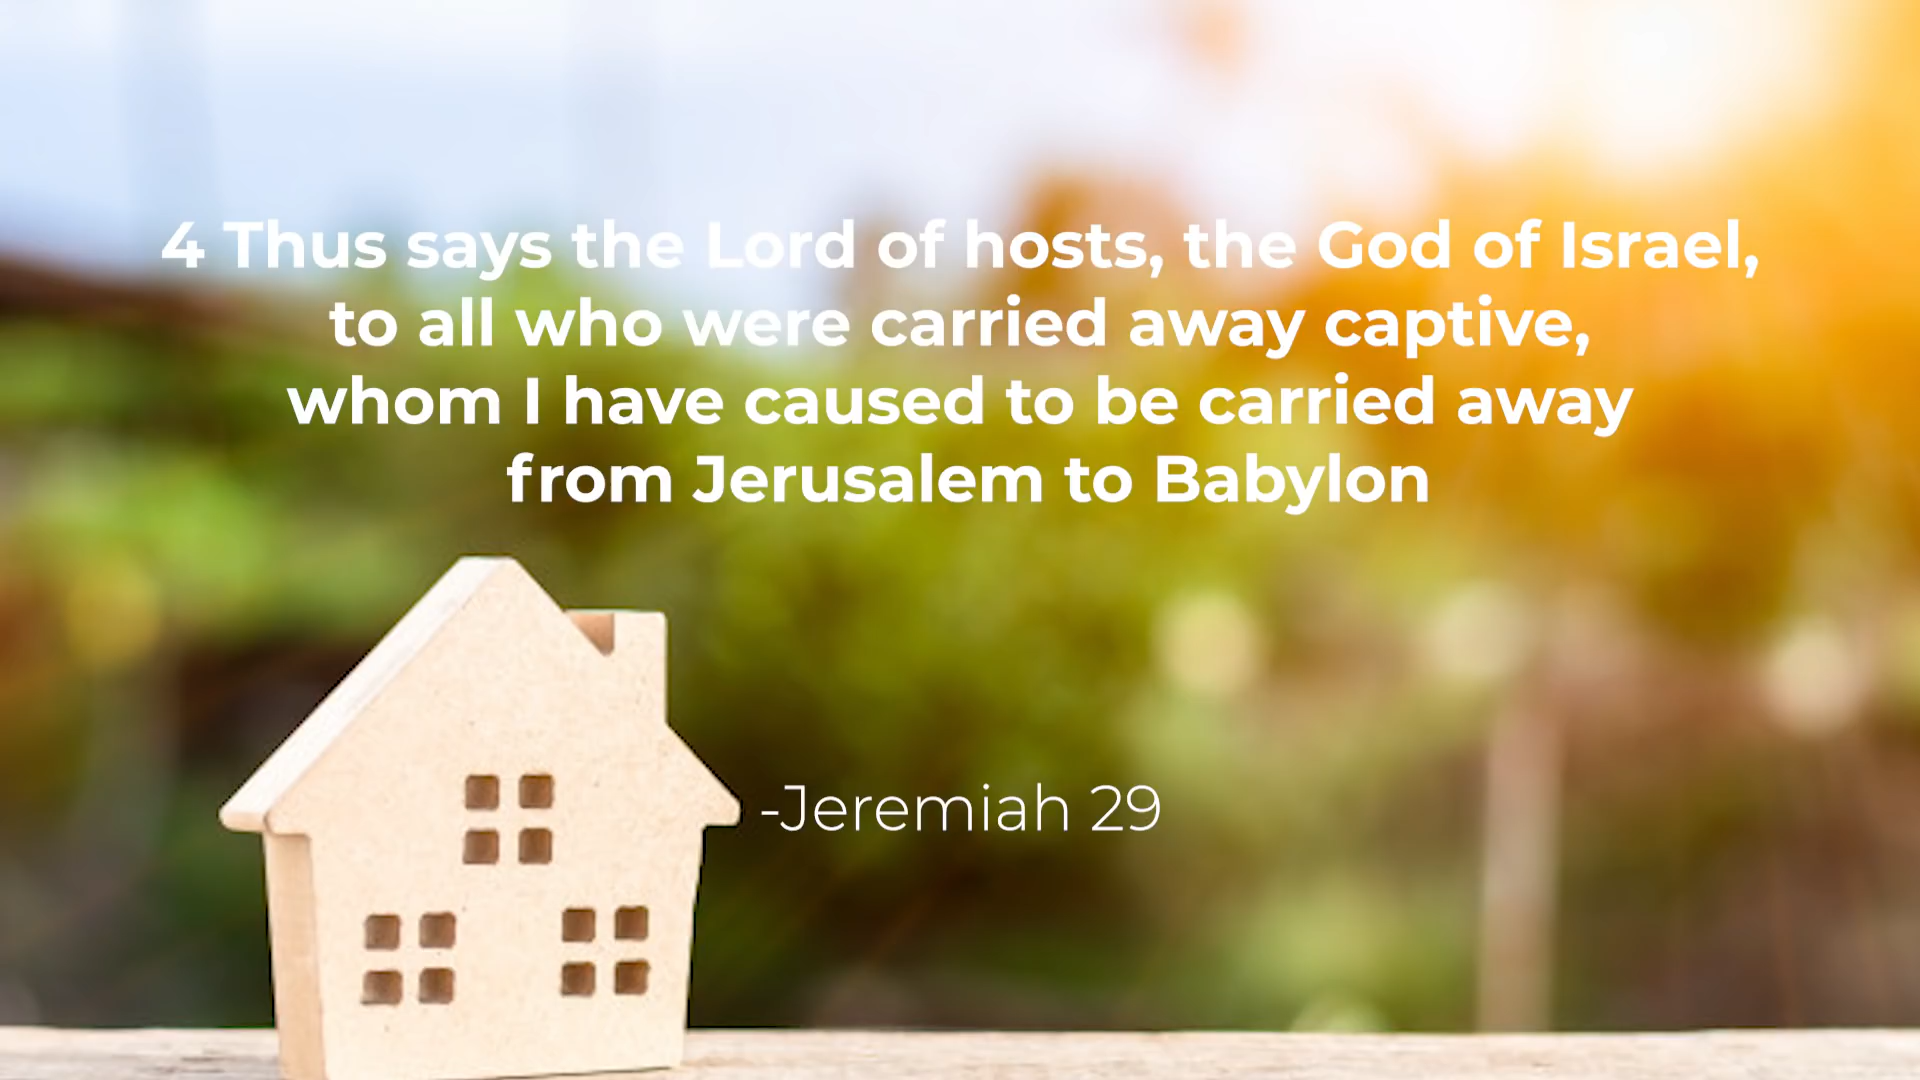 4 Thus says the Lord of hosts, the God of Israel,
to all who were carried away captive,
whom I have caused to be carried away
from Jerusalem to Babylon
-Jeremiah 29